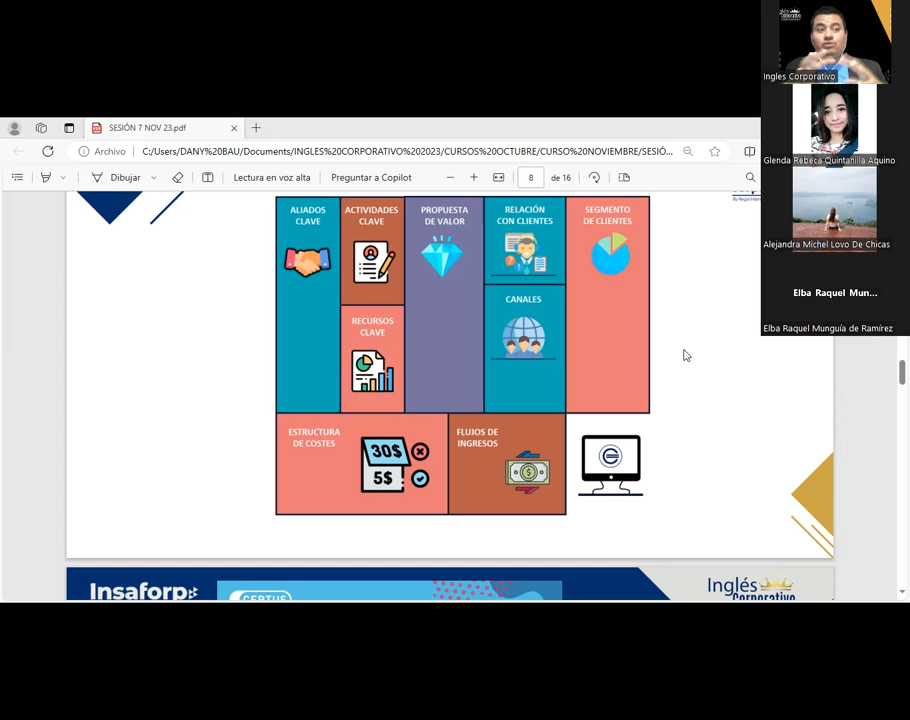 SESIÓN 7 NOV 23.pdf
Archivo
C:/Users/DANY%20BAU/Documents/INGLES%20CORPORATIVO%202023/CURSOS%20OCTUBRE/CURSO%20NOVIEMBRE/SESIÓ...
Dibujar
Lectura en voz alta
Preguntar a Copilot
8
de 16
ALIADOS
CLAVE
ACTIVIDADES
CLAVE
PROPUESTA
DE VALOR
RELACIÓN
CON CLIENTES
SEGMENTO
DE CLIENTES
CANALES
RECURSOS
CLAVE
ESTRUCTURA
DE COSTES
30$
5$
FLUJOS DE
INGRESOS
Insaforp
CERTUS
Inglés
Corporativo
Ingles Corporativo
Glenda Rebeca Quintanilla Aquino
Alejandra Michel Lovo De Chicas
Elba Raquel Mun...
Elba Raquel Munguía de Ramírez